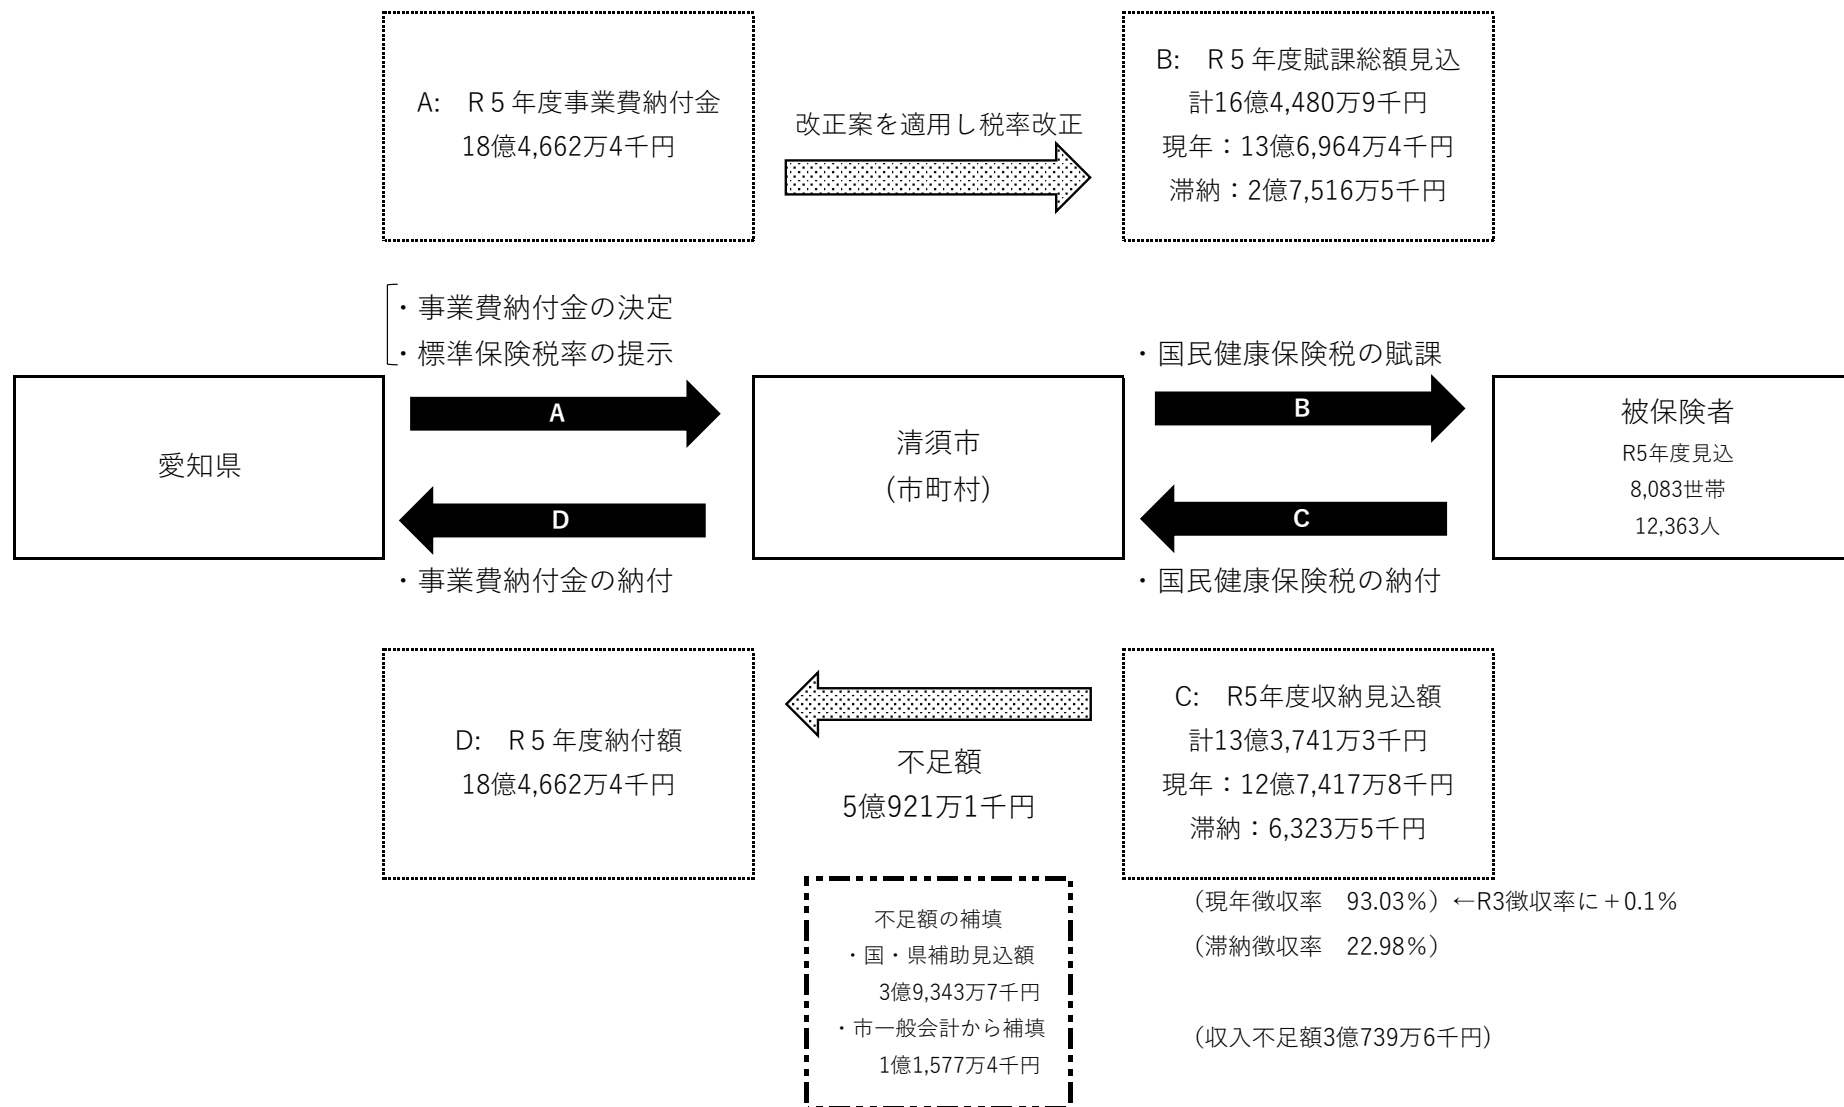 A:　R５年度事業費納付金
18億4,662万4千円
改正案を適用し税率改正
B:　R５年度賦課総額見込
計16億4,480万9千円
現年：13億6,964万4千円
滞納：2億7,516万5千円
・事業費納付金の決定
・標準保険税率の提示
・国民健康保険税の賦課
愛知県
A
D
清須市
(市町村)
B
C
被保険者
R5年度見込
8,083世帯
12,363人
・事業費納付金の納付
・国民健康保険税の納付
D:　R５年度納付額
18億4,662万4千円
不足額
5億921万1千円
C:　R5年度収納見込額
計13億3,741万3千円
現年：12億7,417万8千円
滞納：6,323万5千円
不足額の補填
・国・県補助見込額
3億9,343万7千円
・市一般会計から補填
1億1,577万4千円
（現年徴収率　93.03%）←R3徴収率に＋0.1%
（滞納徴収率　22.98%）
（収入不足額3億739万6千円）